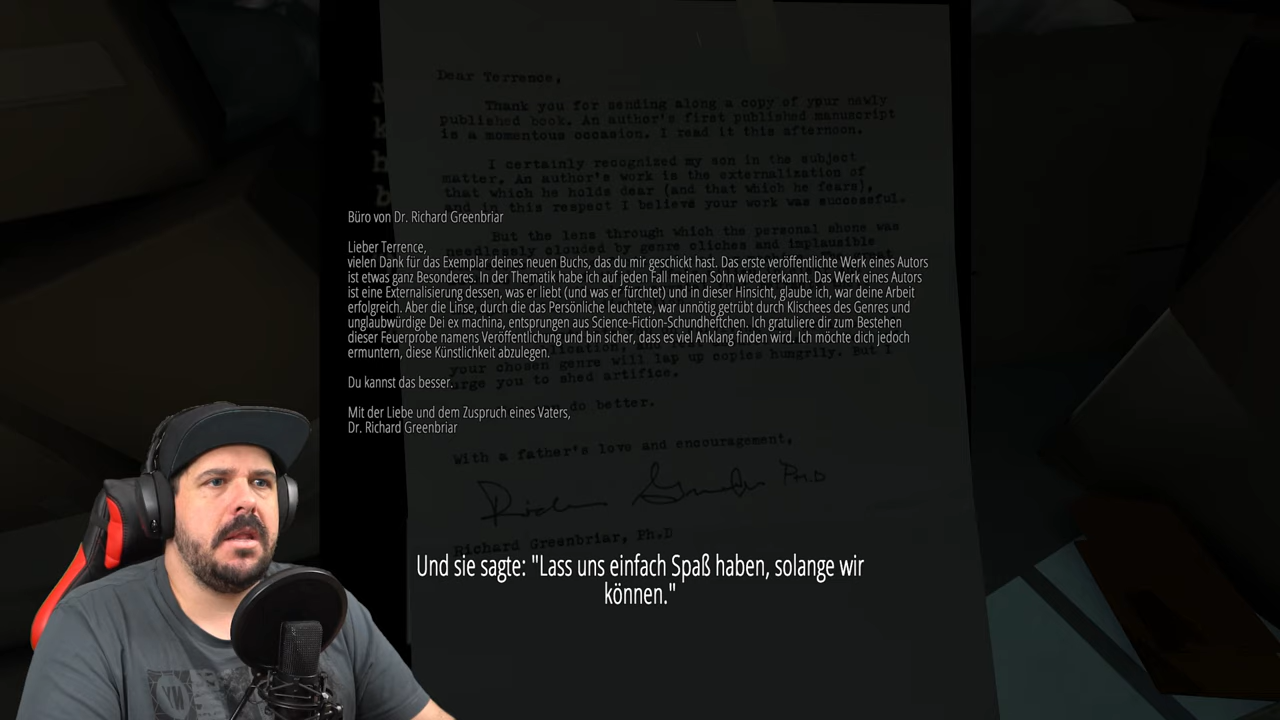 Dear Terrence,
Thank you for sending along a copy of your newly
published book. An author's first published manuscript
is a momentous occasion. I read it this afternoon.
I certainly recognized my son in the subject
matter. An author's work is the externalization of
that which he holds dear (and that which he fears),
and in this respect I believe your work was successful.
But the lens through which the personal shone was
needlessly clouded by genre cliches and implausible
Büro von Dr. Richard Greenbriar
Lieber Terrence,
vielen Dank für das Exemplar deines neuen Buchs, das du mir geschickt hast. Das erste veröffentlichte Werk eines Autors
ist etwas ganz Besonderes. In der Thematik habe ich auf jeden Fall meinen Sohn wiedererkannt. Das Werk eines Autors
ist eine Externalisierung dessen, was er liebt (und was er fürchtet) und in dieser Hinsicht, glaube ich, war deine Arbeit
erfolgreich. Aber die Linse, durch die das Persönliche leuchtete, war unnötig getrübt durch Klischees des Genres und
unglaubwürdige Dei ex machina, entsprungen aus Science-Fiction-Schundheftchen. Ich gratuliere dir zum Bestehen
dieser Feuerprobe namens Veröffentlichung und bin sicher, dass es viel Anklang finden wird. Ich möchte dich jedoch
ermuntern, diese Künstlichkeit abzulegen.
Du kannst das besser.
Mit der Liebe und dem Zuspruch eines Vaters,
Dr. Richard Greenbriar
your chosen genre will lap up copies hungrily. But I
urge you to shed artifice.
do better.
With a father's love and encouragement,
Richard Greenbriar, Ph.D
Und sie sagte: "Lass uns einfach Spaß haben, solange wir
können."